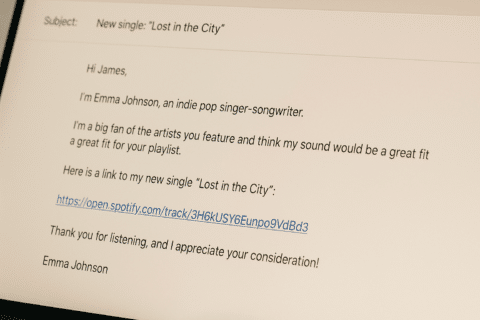 Subject: New single: "Lost in the City"
Hi James,
I'm Emma Johnson, an indie pop singer-songwriter.
I'm a big fan of the artists you feature and think my sound would be a great fit
a great fit for your playlist.
Here is a link to my new single "Lost in the City":
https://open.spotify.com/track/3H6kUSY6Eunpo9VdBd3
Thank you for listening, and I appreciate your consideration!
Emma Johnson